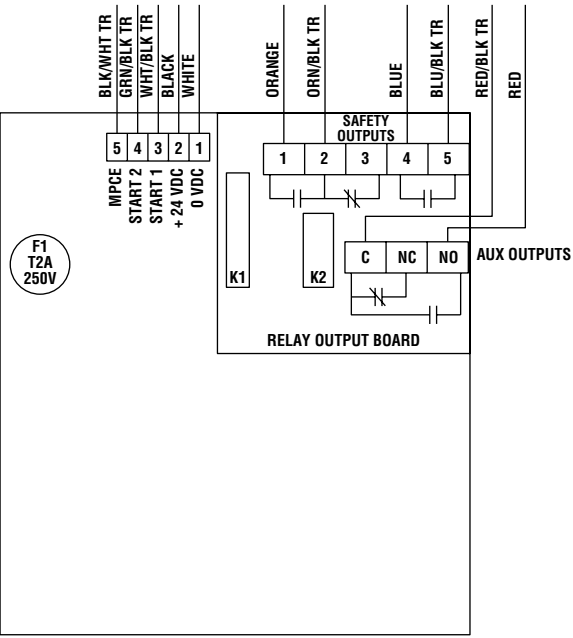 BLK/WHT TR
GRN/BLK TR
WHT/BLK TR
BLACK
WHITE
ORANGE
ORN/BLK TR
BLUE
BLU/BLK TR
RED/BLK TR
RED
5 4 3 2 1
MPCE
START 2
START 1
+ 24 VDC
0 VDC
SAFETY
OUTPUTS
1 2 3 4 5
F1
T2A
250V
K1
K2
C NC NO
AUX OUTPUTS
RELAY OUTPUT BOARD